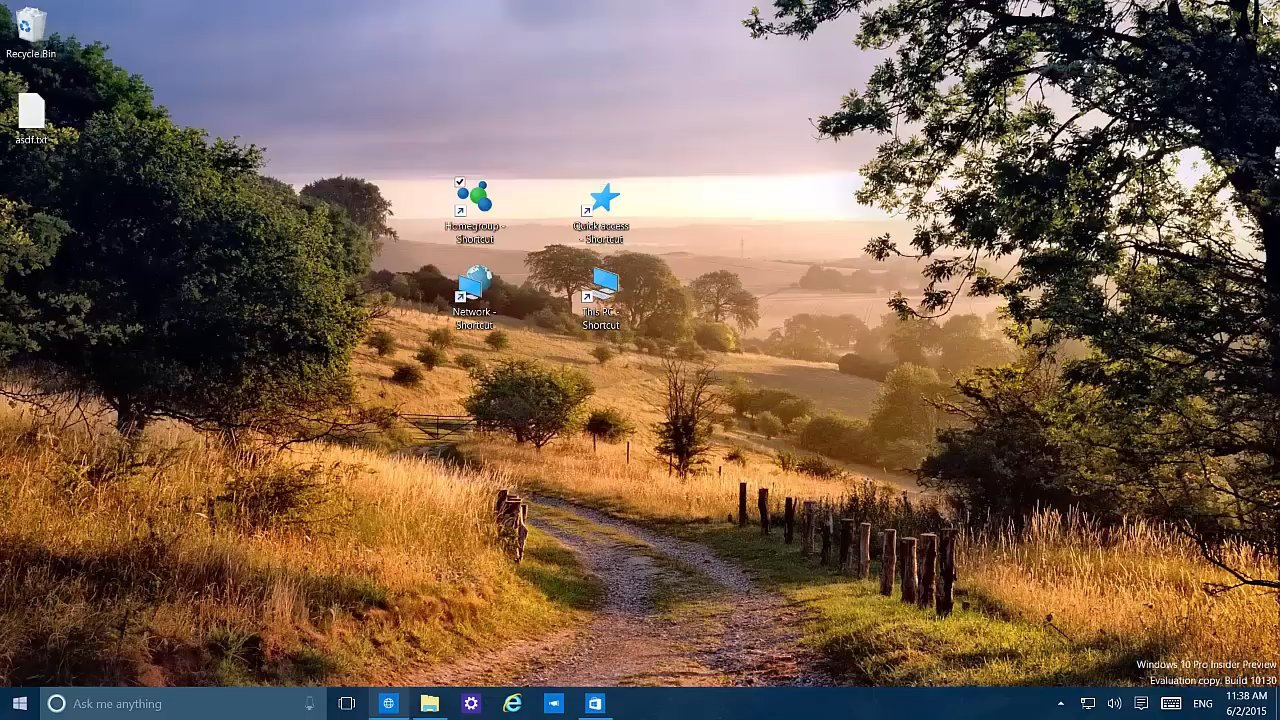 Recycle Bin
asdf.txt
Homegroup -
Shortcut
Quick access
- Shortcut
Network -
Shortcut
This PC -
Shortcut
Windows 10 Pro Insider Preview
Evaluation copy. Build 10130
Ask me anything
ENG
11:38 AM
6/2/2015